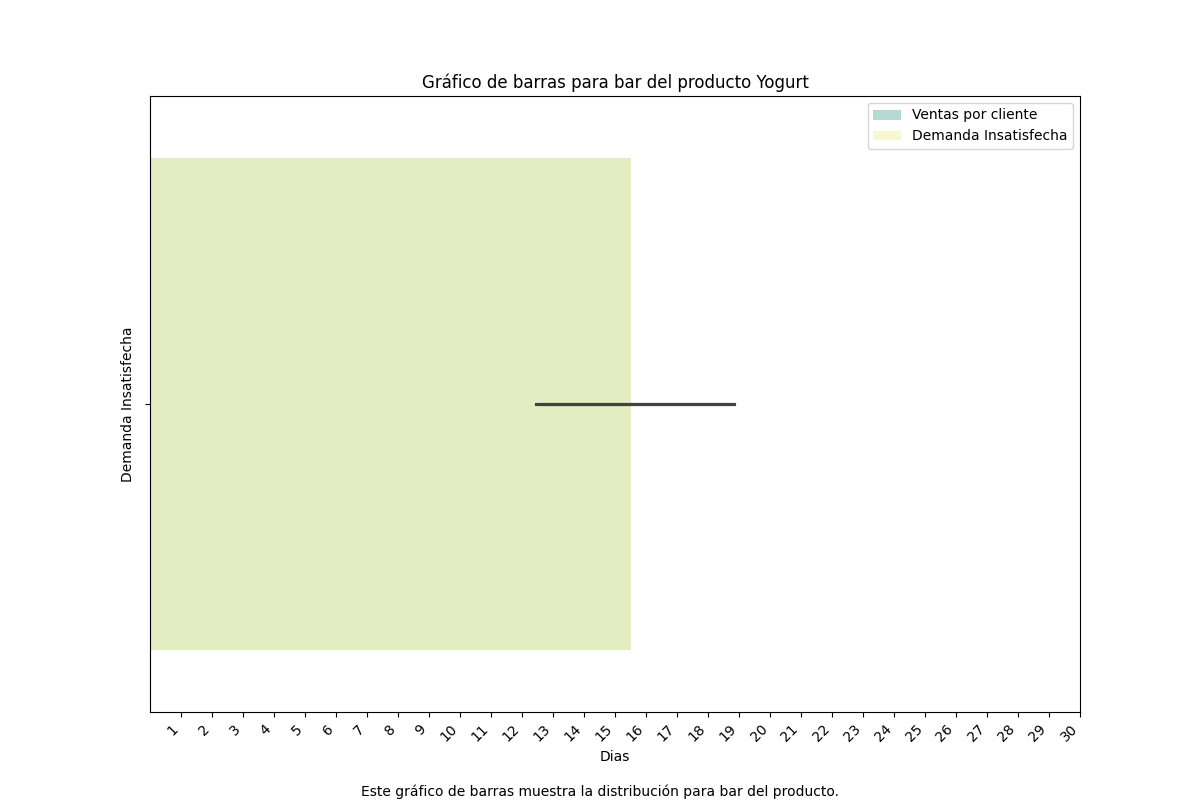 Gráfico de barras para bar del producto Yogurt
Ventas por cliente
Demanda Insatisfecha
Demanda Insatisfecha
1 2 3 4 5 6 7 8 9 10 11 12 13 14 15 16 17 18 19 20 21 22 23 24 25 26 27 28 29 30
Dias
Este gráfico de barras muestra la distribución para bar del producto.